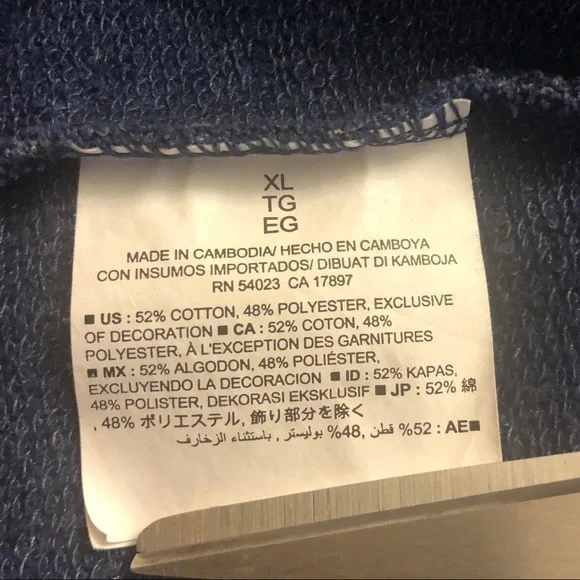 XL
TG
EG
MADE IN CAMBODIA/ HECHO EN CAMBOYA
CON INSUMOS IMPORTADOS/ DIBUAT DI KAMBOJA
RN 54023 CA 17897
■ US : 52% COTTON, 48% POLYESTER, EXCLUSIVE
OF DECORATION ■ CA : 52% COTON, 48%
POLYESTER, À L'EXCEPTION DES GARNITURES
■ MX : 52% ALGODON, 48% POLIÉSTER,
EXCLUYENDO LA DECORACION ■ ID : 52% KAPAS,
48% POLISTER, DEKORASI EKSKLUSIF ■ JP : 52% 綿
, 48% ポリエステル, 飾り部分を除く
■AE : 52% قطن, 48% بوليستر , باستثناء الزخارف